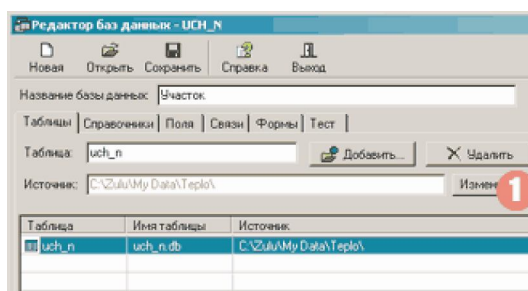 Редактор баз данных - UCH_N
Новая Открыть Сохранить Справка Выход
Название базы данных: Участок
Таблицы Справочники Поля Связи Формы Тест
Таблица: uch_n Добавить... Удалить
Источник: C:\Zulu\My Data\Teplo\ Измен 1
Таблица Имя таблицы Источник
uch_n uch_n.db C:\Zulu\My Data\Teplo\